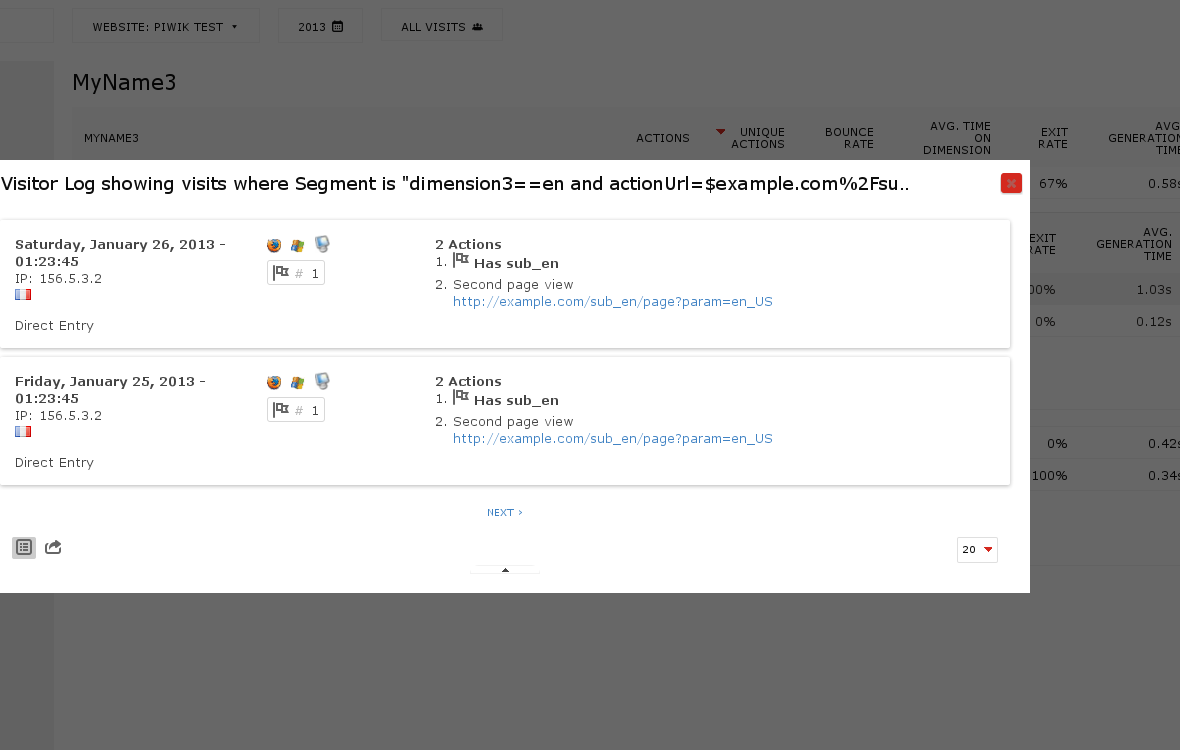 WEBSITE: PIWIK TEST
2013
ALL VISITS
MyName3
MYNAME3
ACTIONS
UNIQUE
ACTIONS
BOUNCE
RATE
AVG. TIME
ON
DIMENSION
EXIT
RATE
AVG
GENERATION
TIME
Visitor Log showing visits where Segment is "dimension3==en and actionUrl=$example.com%2Fsu..
67%
0.58s
Saturday, January 26, 2013 -
01:23:45
IP: 156.5.3.2
Direct Entry
# 1
2 Actions
1. Has sub_en
2. Second page view
http://example.com/sub_en/page?param=en_US
EXIT
RATE
AVG.
GENERATION
TIME
00%
1.03s
0%
0.12s
Friday, January 25, 2013 -
01:23:45
IP: 156.5.3.2
Direct Entry
# 1
2 Actions
1. Has sub_en
2. Second page view
http://example.com/sub_en/page?param=en_US
0%
0.42s
100%
0.34s
NEXT ›
20